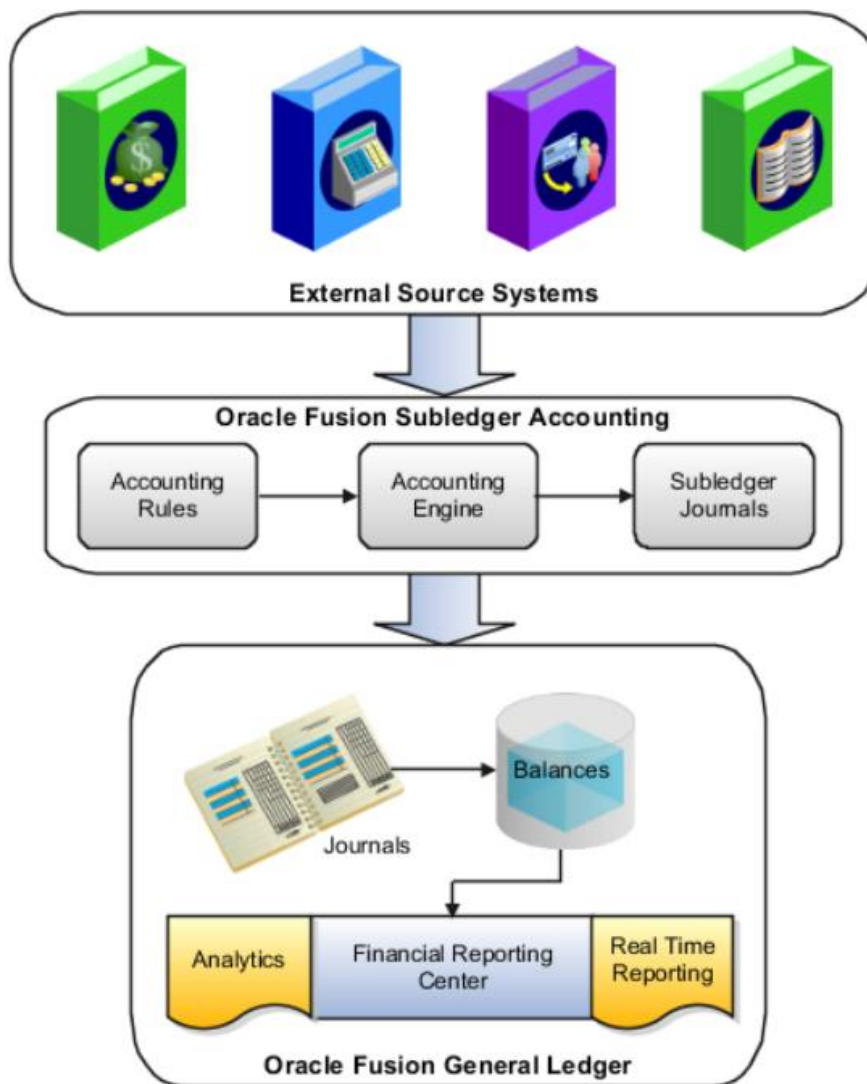 $
External Source Systems
Oracle Fusion Subledger Accounting
Accounting
Rules
Accounting
Engine
Subledger
Journals
Journals
Balances
Analytics
Financial Reporting
Center
Real Time
Reporting
Oracle Fusion General Ledger